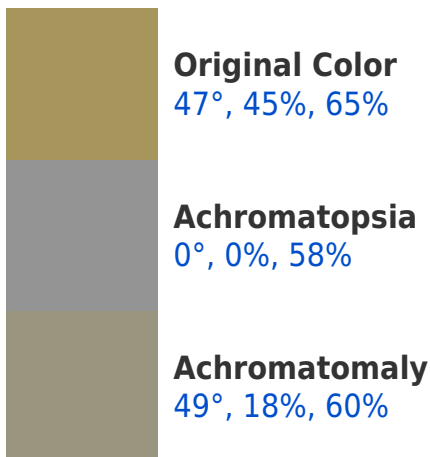 Original Color
47°, 45%, 65%
Achromatopsia
0°, 0%, 58%
Achromatomaly
49°, 18%, 60%